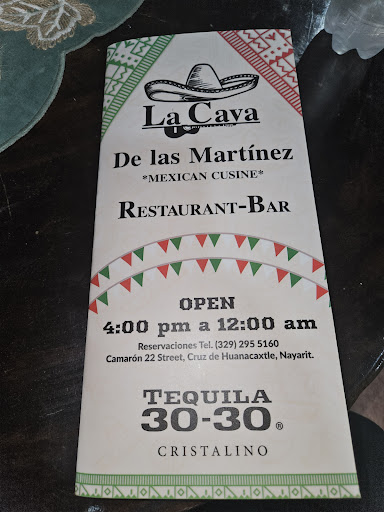 La Cava
De las Martínez
*MEXICAN CUSINE*
RESTAURANT-BAR
OPEN
4:00 pm a 12:00 am
Reservaciones Tel. (329) 295 5160
Camarón 22 Street, Cruz de Huanacaxtle, Nayarit.
TEQUILA
30-30®
CRISTALINO